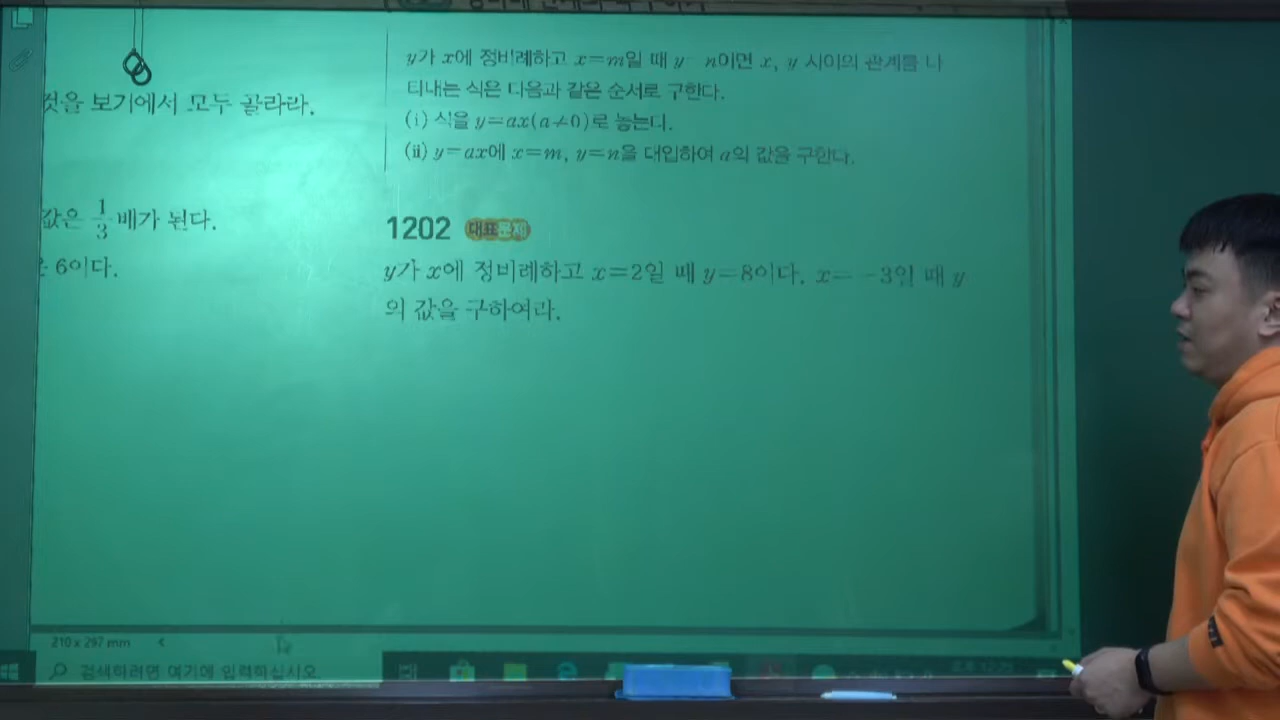 것을 보기에서 모두 골라라.
값은 1/3 배가 된다.
6이다.
y가 x에 정비례하고 x=m일 때 y=n이면 x, y 사이의 관계를 나
타내는 식은 다음과 같은 순서로 구한다.
(i) 식을 y=ax(a≠0)로 놓는다.
(ii) y=ax에 x=m, y=n을 대입하여 a의 값을 구한다.
1202 대표문제
y가 x에 정비례하고 x=2일 때 y=8이다. x=-3일 때 y
의 값을 구하여라.
210 x 297 mm
검색하려면 여기에 입력하십시오.